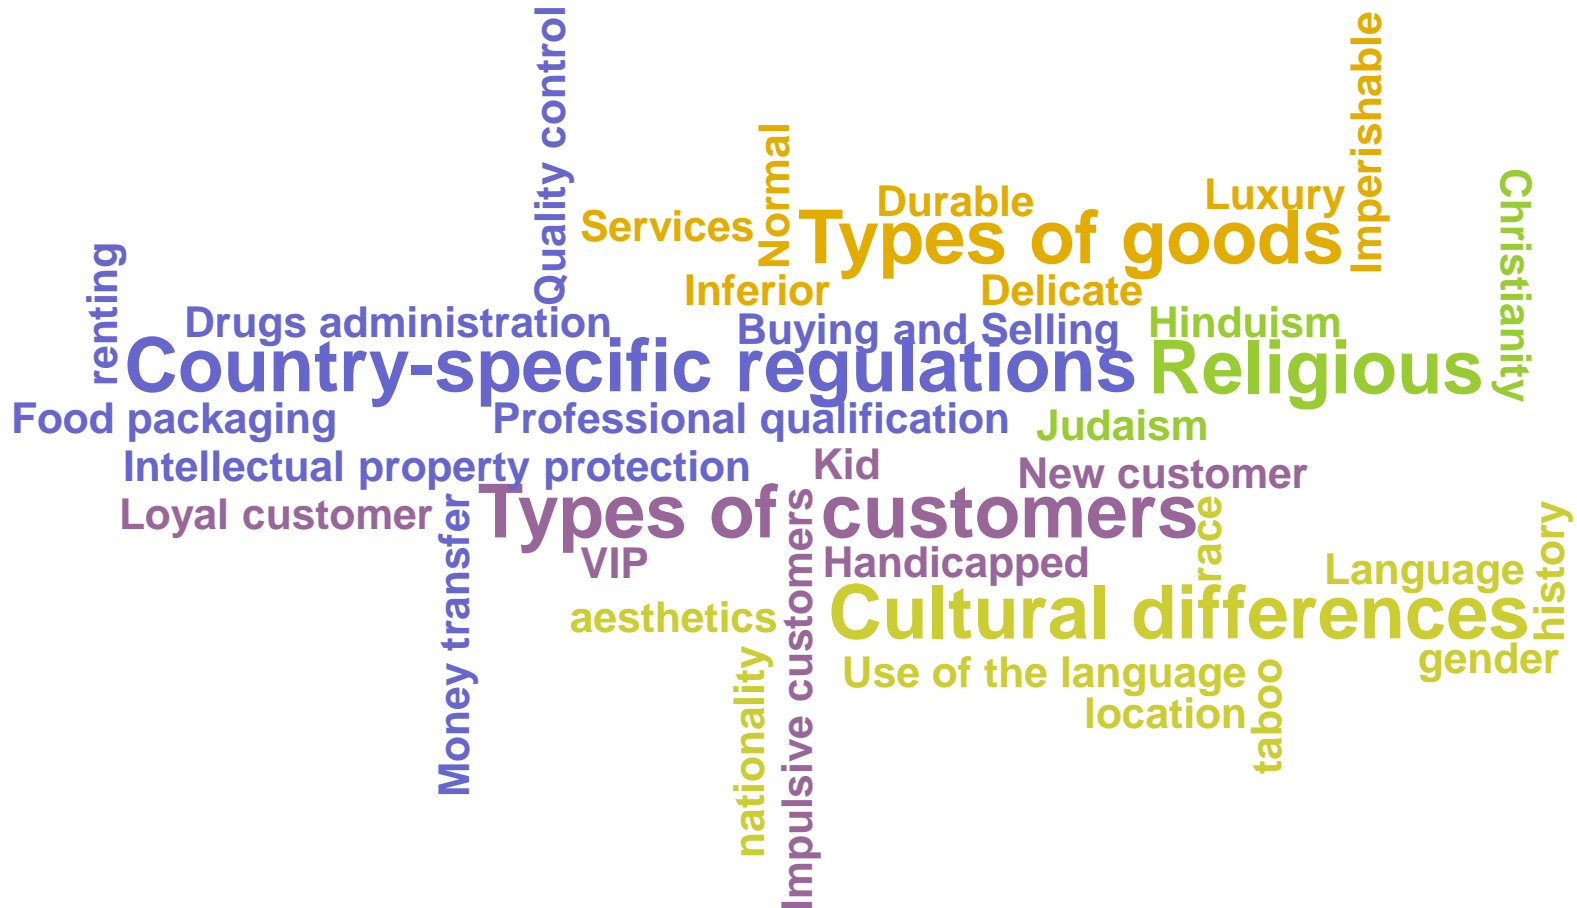 Quality control
Imperishable
Normal
Christianity
Durable
Luxury
Services
Types of goods
renting
Inferior
Delicate
Drugs administration
Buying and Selling
Hinduism
Country-specific regulations
Religious
Food packaging
Professional qualification
Judaism
Intellectual property protection
Kid
New customer
Loyal customer
Types of customers
Money transfer
Impulsive customers
race
history
VIP
Handicapped
Language
aesthetics
Cultural differences
nationality
Use of the language
gender
location
taboo